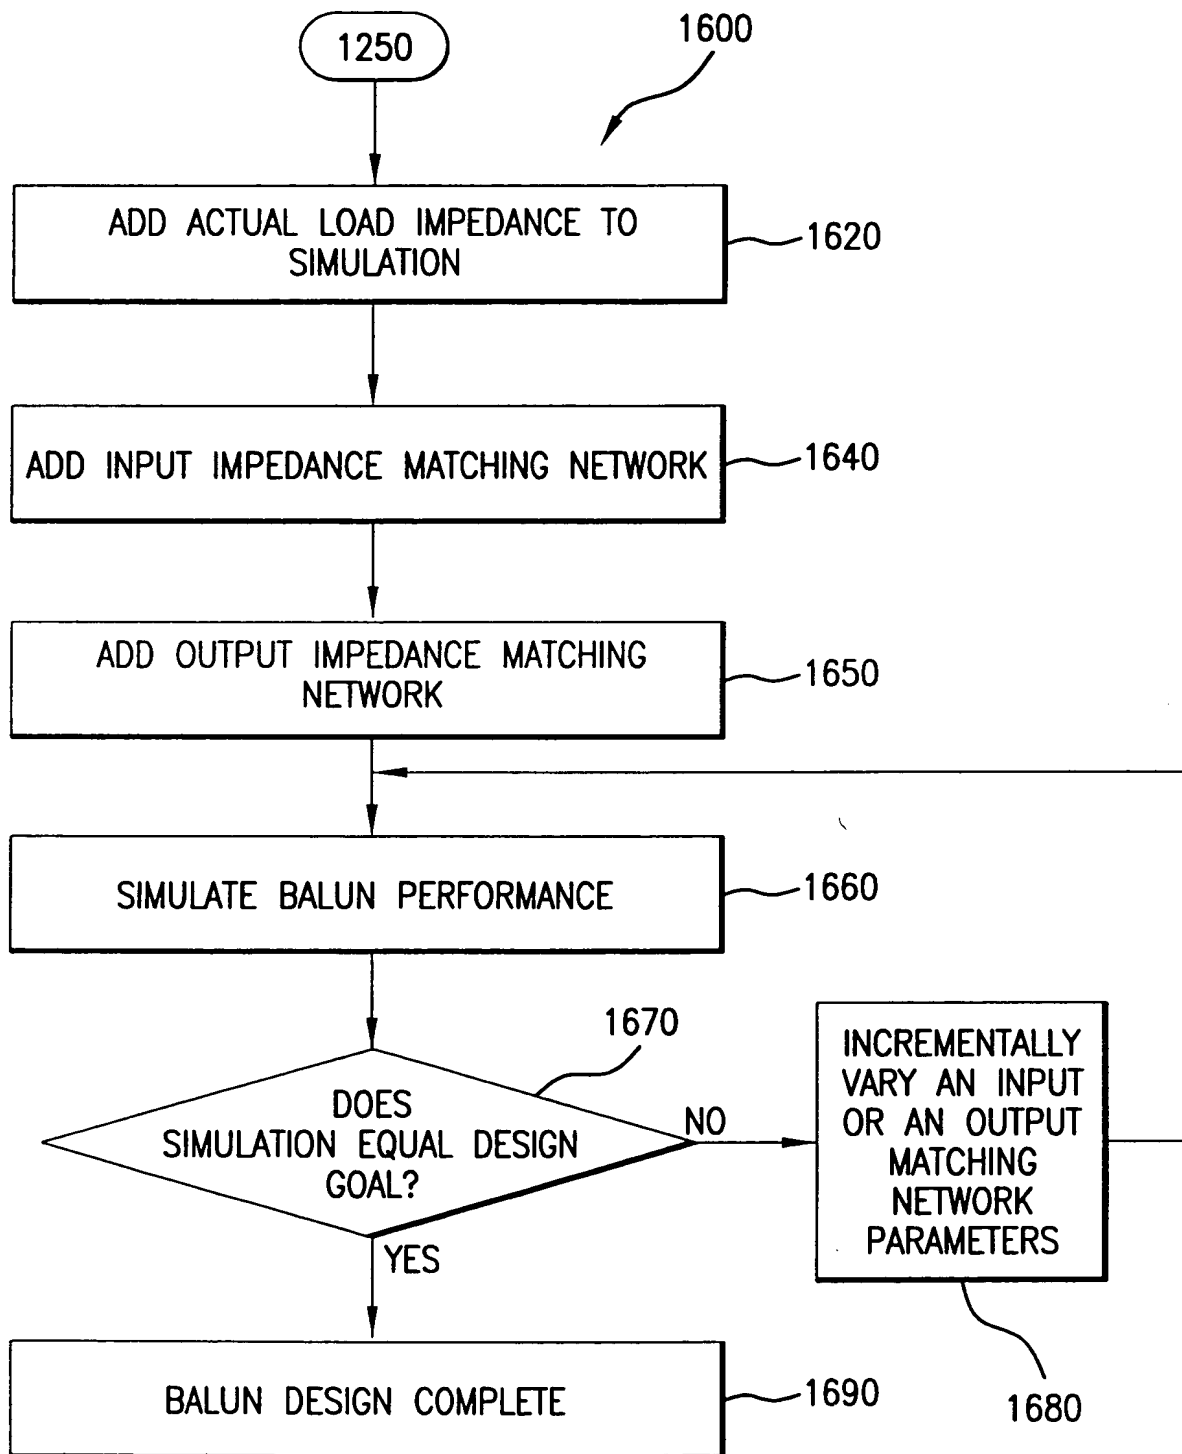 1250
1600
ADD ACTUAL LOAD IMPEDANCE TO
SIMULATION
1620
ADD INPUT IMPEDANCE MATCHING NETWORK
1640
ADD OUTPUT IMPEDANCE MATCHING
NETWORK
1650
SIMULATE BALUN PERFORMANCE
1660
1670
DOES
SIMULATION EQUAL DESIGN
GOAL?
NO
YES
INCREMENTALLY
VARY AN INPUT
OR AN OUTPUT
MATCHING
NETWORK
PARAMETERS
1680
BALUN DESIGN COMPLETE
1690